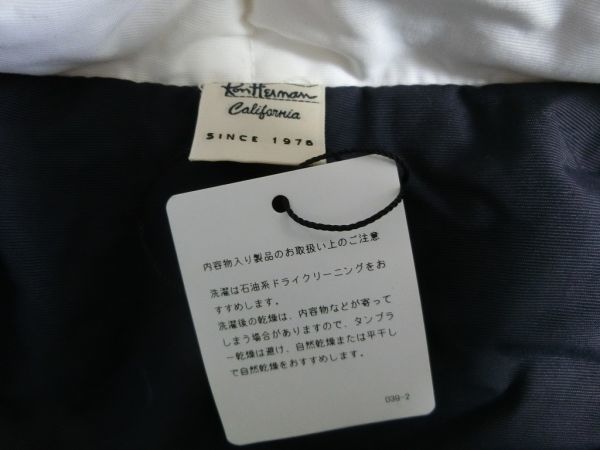 Ron Herman
California
SINCE 1976
内容物入り製品のお取扱い上のご注意
洗濯は石油系ドライクリーニングをお
すすめします。
洗濯後の乾燥は、内容物などが寄って
しまう場合がありますので、タンブラ
ー乾燥は避け、自然乾燥または平干し
で自然乾燥をおすすめします。
D39-2